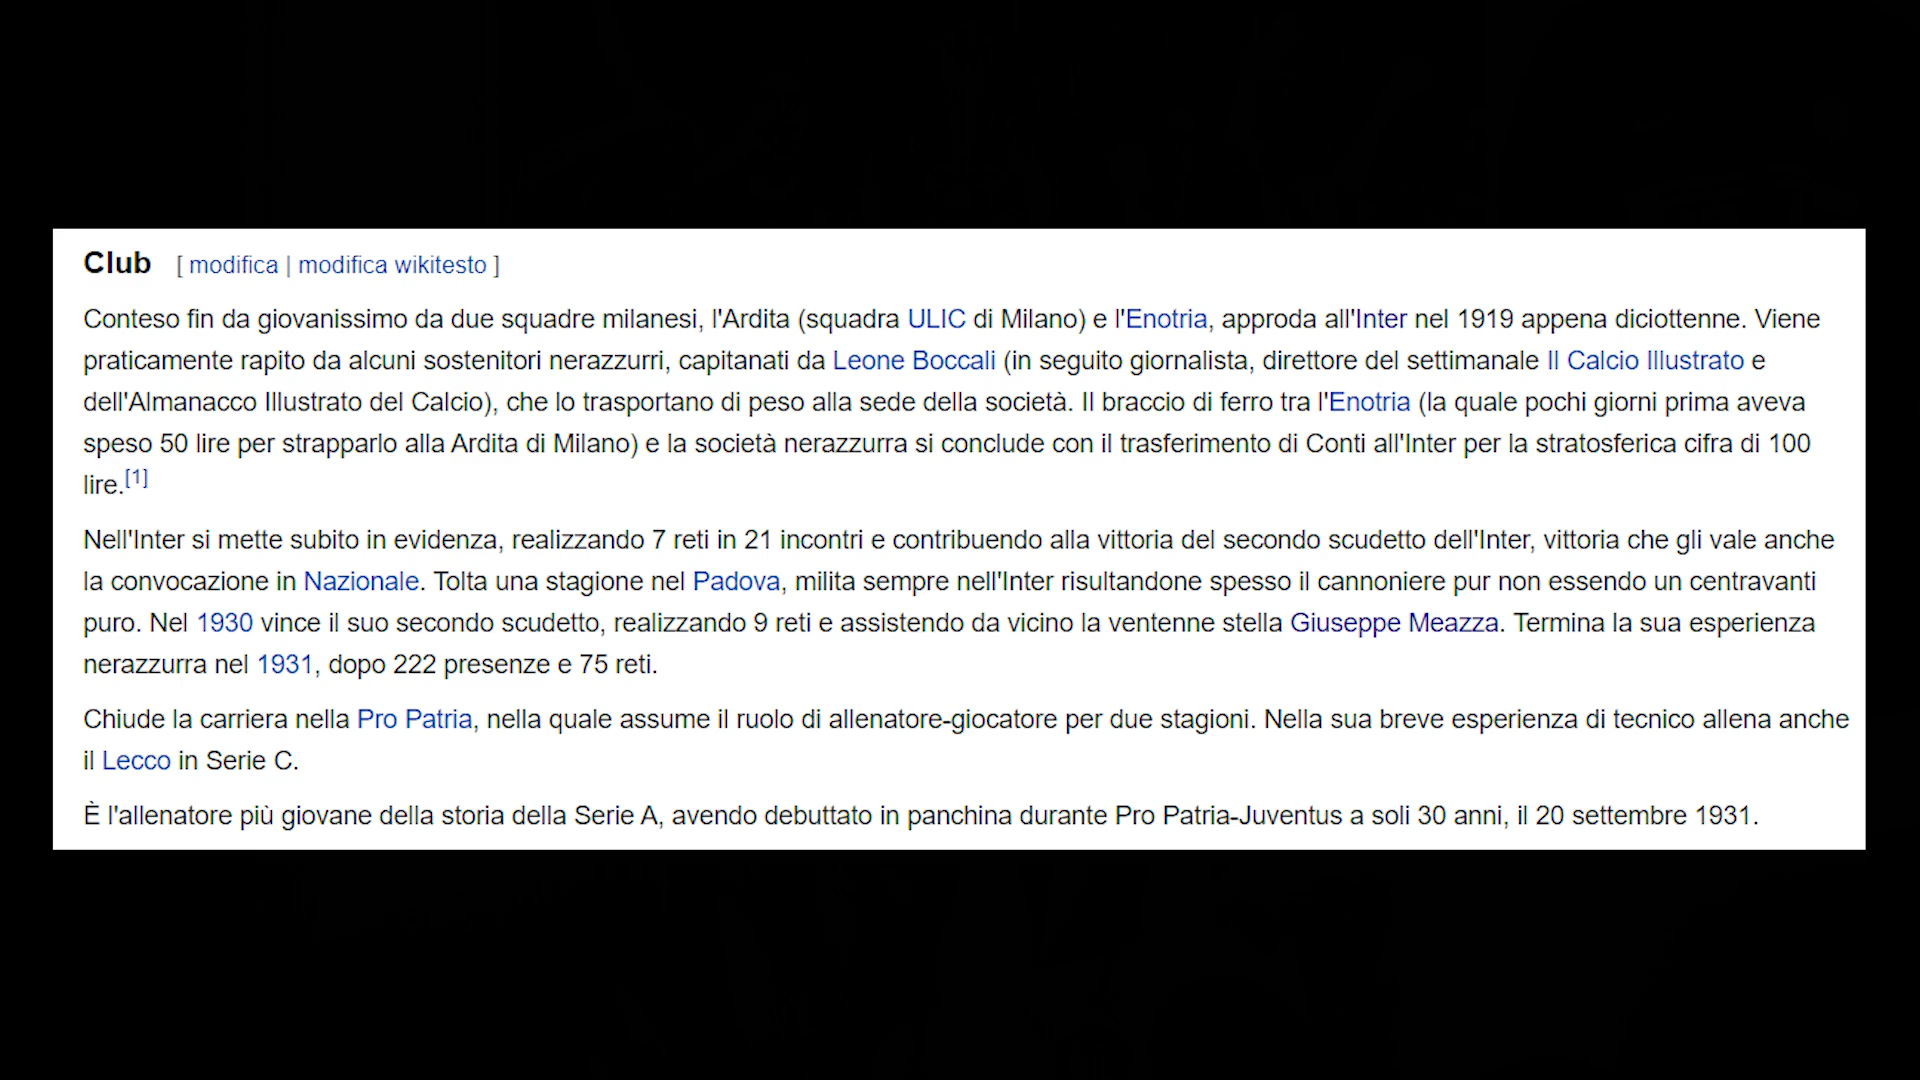 Club [ modifica | modifica wikitesto ]
Conteso fin da giovanissimo da due squadre milanesi, l'Ardita (squadra ULIC di Milano) e l'Enotria, approda all'Inter nel 1919 appena diciottenne. Viene
praticamente rapito da alcuni sostenitori nerazzurri, capitanati da Leone Boccali (in seguito giornalista, direttore del settimanale Il Calcio Illustrato e
dell'Almanacco Illustrato del Calcio), che lo trasportano di peso alla sede della società. Il braccio di ferro tra l'Enotria (la quale pochi giorni prima aveva
speso 50 lire per strapparlo alla Ardita di Milano) e la società nerazzurra si conclude con il trasferimento di Conti all'Inter per la stratosferica cifra di 100
lire.[1]
Nell'Inter si mette subito in evidenza, realizzando 7 reti in 21 incontri e contribuendo alla vittoria del secondo scudetto dell'Inter, vittoria che gli vale anche
la convocazione in Nazionale. Tolta una stagione nel Padova, milita sempre nell'Inter risultandone spesso il cannoniere pur non essendo un centravanti
puro. Nel 1930 vince il suo secondo scudetto, realizzando 9 reti e assistendo da vicino la ventenne stella Giuseppe Meazza. Termina la sua esperienza
nerazzurra nel 1931, dopo 222 presenze e 75 reti.
Chiude la carriera nella Pro Patria, nella quale assume il ruolo di allenatore-giocatore per due stagioni. Nella sua breve esperienza di tecnico allena anche
il Lecco in Serie C.
È l'allenatore più giovane della storia della Serie A, avendo debuttato in panchina durante Pro Patria-Juventus a soli 30 anni, il 20 settembre 1931.